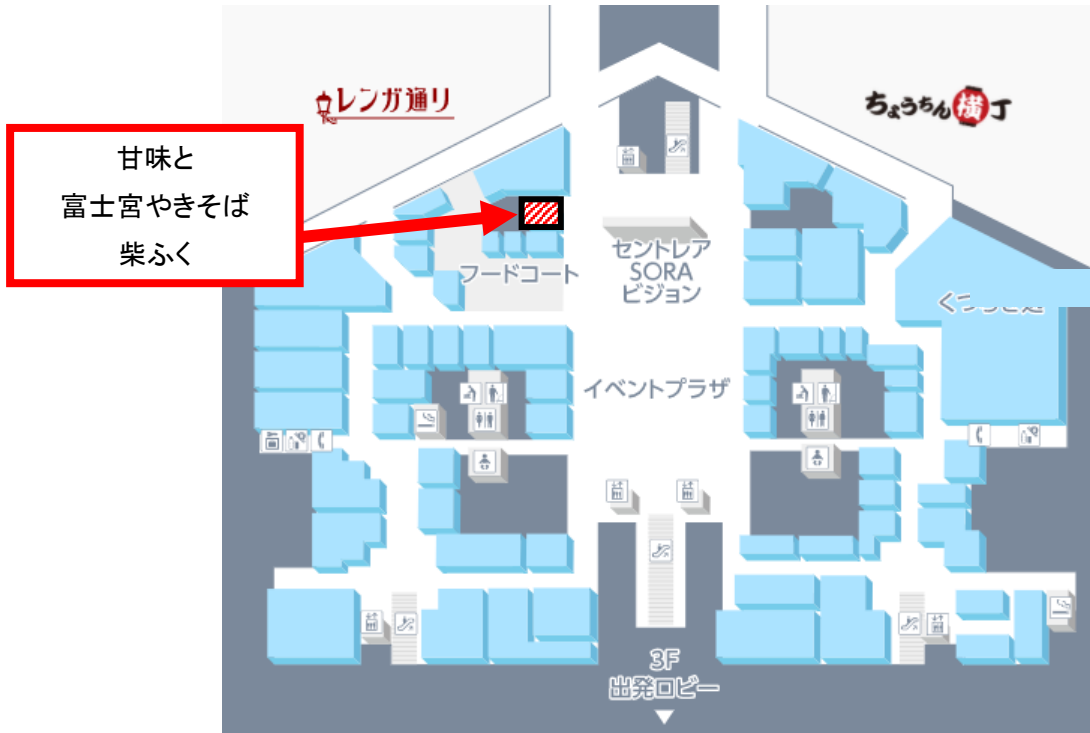 レンガ通り
ちょうちん横丁
甘味と
富士宮やきそば
柴ふく
フードコート
セントレア
SORA
ビジョン
イベントプラザ
3F
出発ロビー